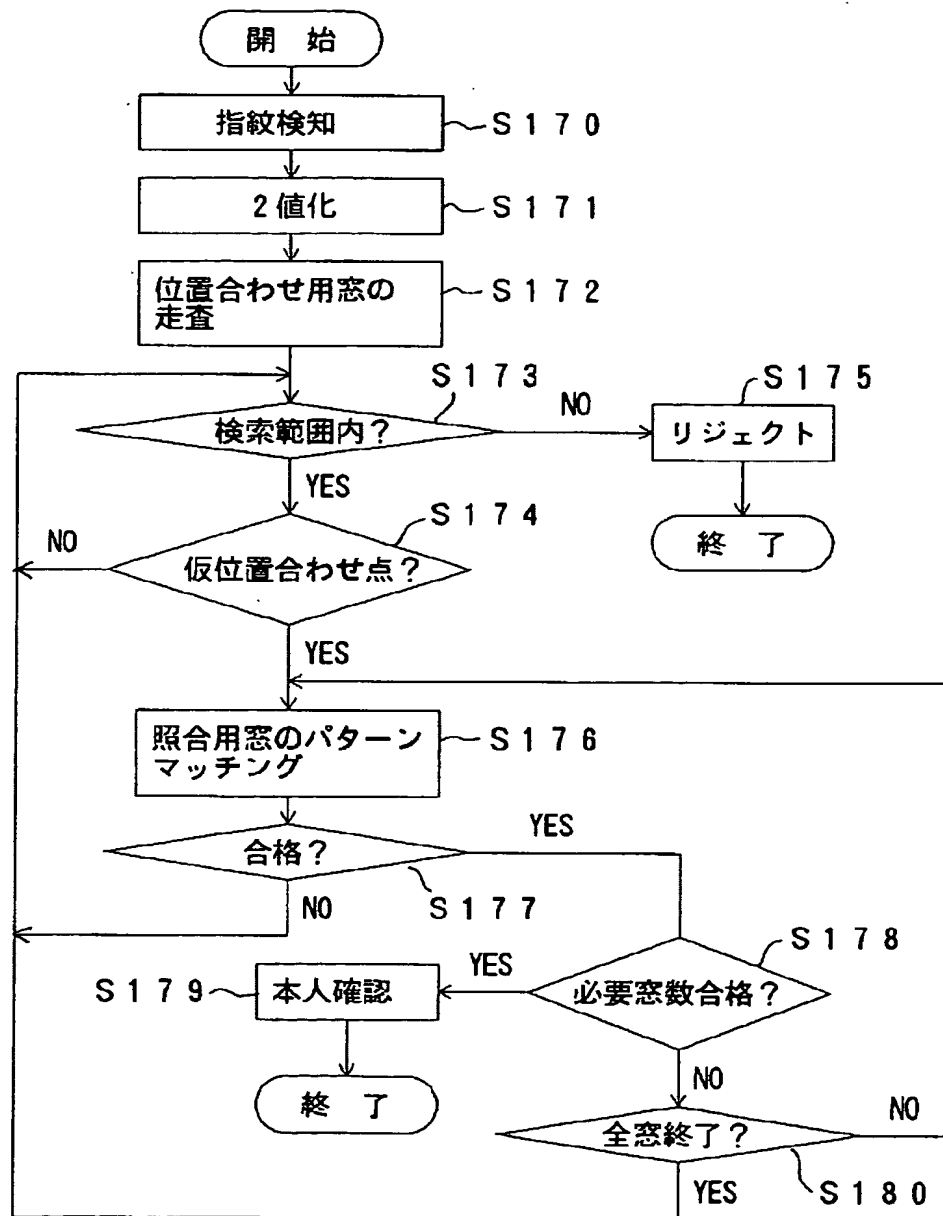 開 始
指紋検知
S170
2値化
S171
位置合わせ用窓の
走査
S172
S173
検索範囲内?
NO
S175
リジェクト
YES
終 了
S174
NO
仮位置合わせ点?
YES
照合用窓のパターン
マッチング
S176
合格?
YES
NO
S177
S178
必要窓数合格?
YES
S179
本人確認
終 了
NO
全窓終了?
NO
YES
S180